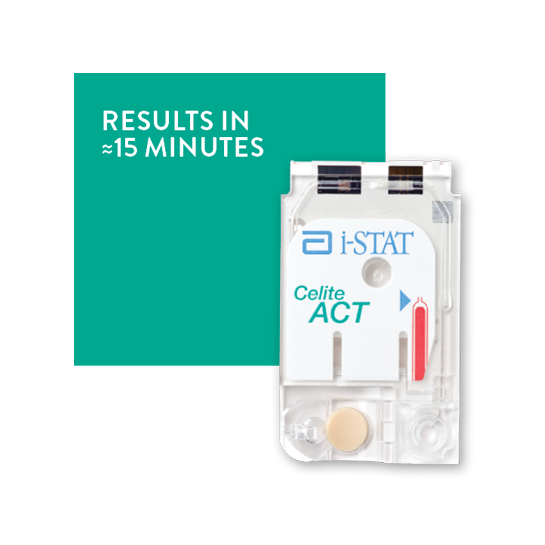 RESULTS IN
≈15 MINUTES
i-STAT
Celite
ACT